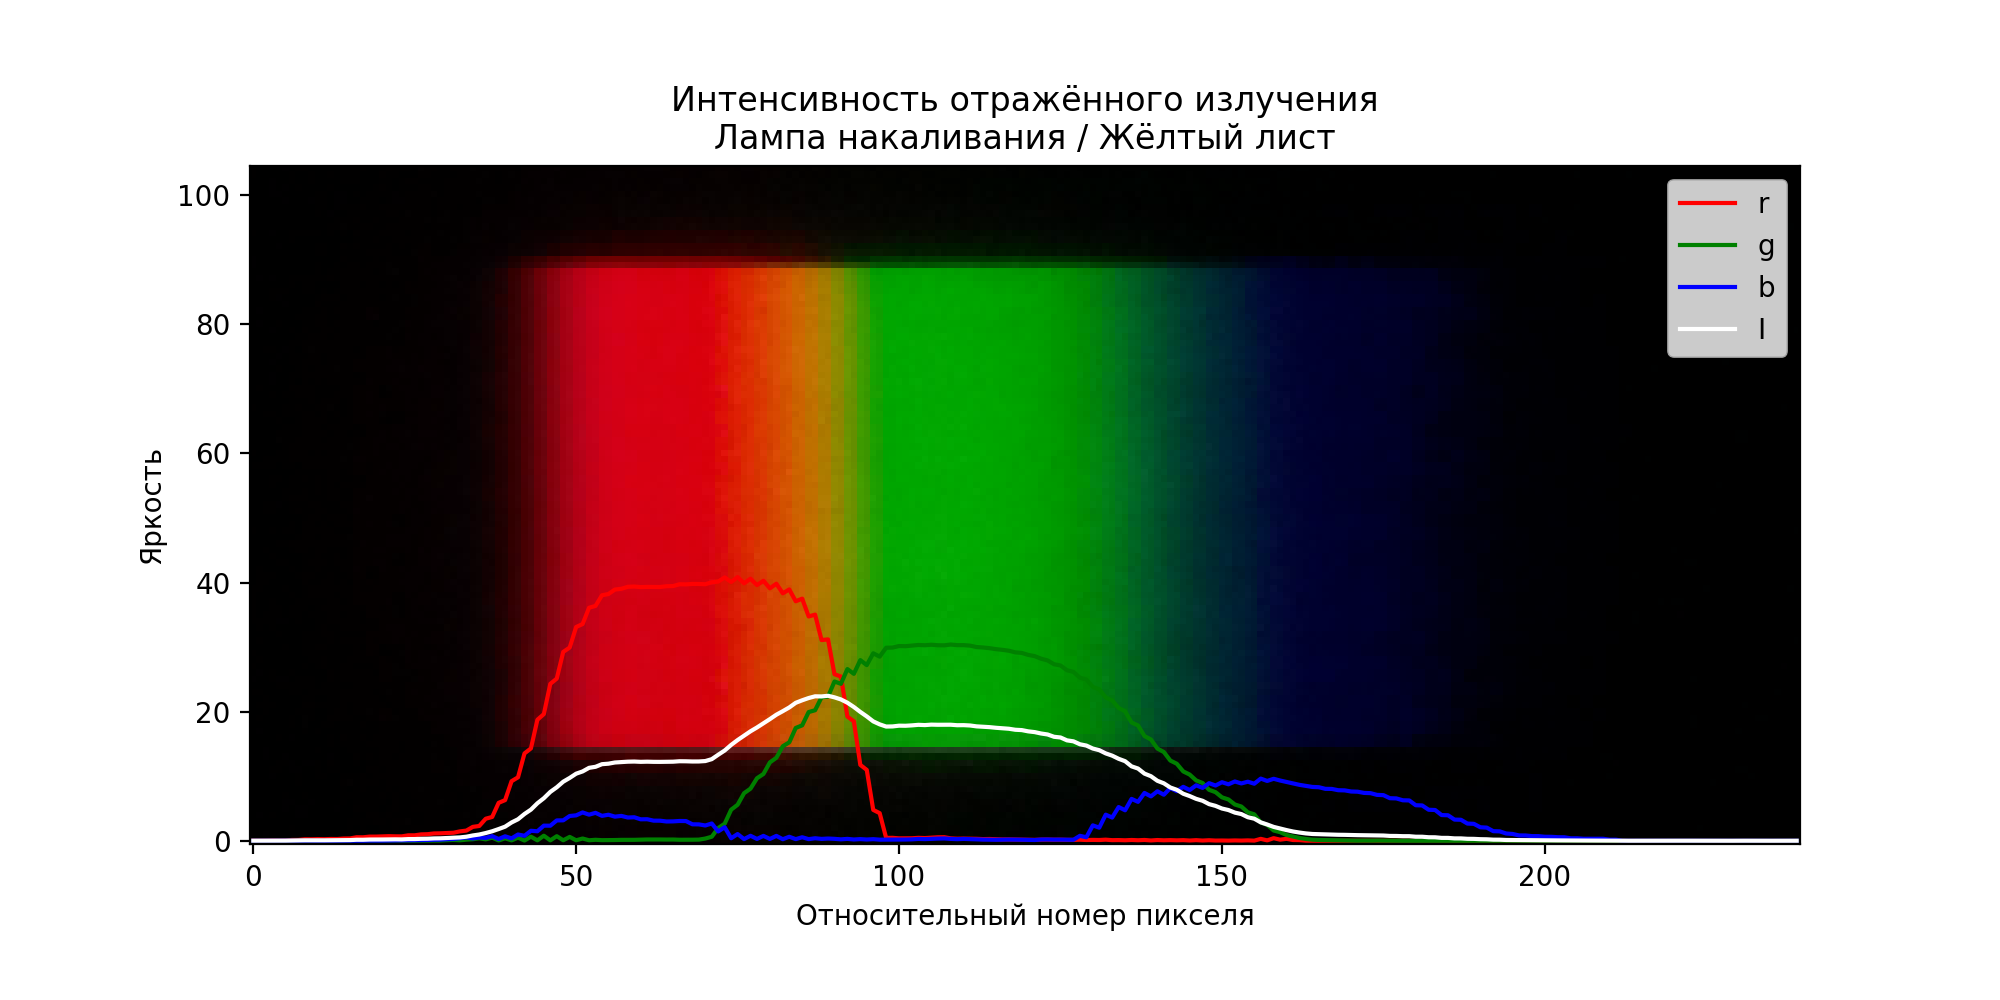 Интенсивность отражённого излучения
Лампа накаливания / Жёлтый лист
r
g
b
l
Яркость
100
80
60
40
20
0
0 50 100 150 200
Относительный номер пикселя